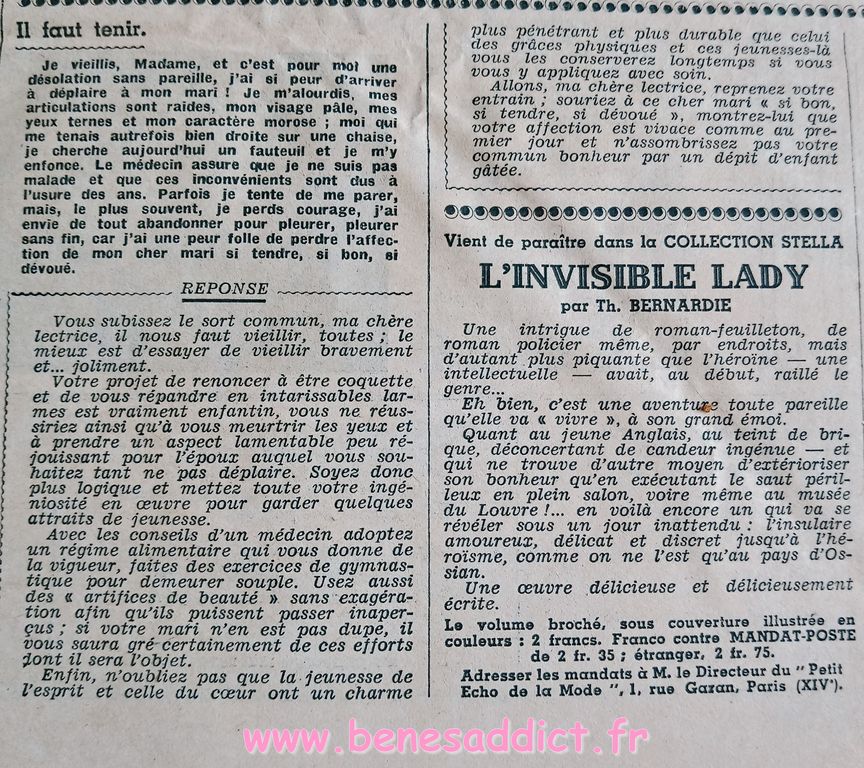 Il faut tenir.
Je vieillis, Madame, et c'est pour moi une
désolation sans pareille, j'ai si peur d'arriver
à déplaire à mon mari ! Je m'alourdis, mes
articulations sont raides, mon visage pâle, mes
yeux ternes et mon caractère morose ; moi qui
me tenais autrefois bien droite sur une chaise,
je cherche aujourd'hui un fauteuil et je m'y
enfonce. Le médecin assure que je ne suis pas
malade et que ces inconvénients sont dus à
l'usure des ans. Parfois je tente de me parer,
mais, le plus souvent, je perds courage, j'ai
envie de tout abandonner pour pleurer, pleurer
sans fin, car j'ai une peur folle de perdre l'affec-
tion de mon cher mari si tendre, si bon, si
dévoué.
REPONSE
Vous subissez le sort commun, ma chère
lectrice, il nous faut vieillir, toutes ; le
mieux est d'essayer de vieillir bravement
et... joliment.
Votre projet de renoncer à être coquette
et de vous répandre en intarissables lar-
mes est vraiment enfantin, vous ne réus-
siriez ainsi qu'à vous meurtrir les yeux et
à prendre un aspect lamentable peu ré-
jouissant pour l'époux auquel vous sou-
haitez tant ne pas déplaire. Soyez donc
plus logique et mettez toute votre ingé-
niosité en œuvre pour garder quelques
attraits de jeunesse.
Avec les conseils d'un médecin adoptez
un régime alimentaire qui vous donne de
la vigueur, faites des exercices de gymnas-
tique pour demeurer souple. Usez aussi
des « artifices de beauté » sans exagéra-
tion afin qu'ils puissent passer inaper-
çus ; si votre mari n'en est pas dupe, il
vous saura gré certainement de ces efforts
dont il sera l'objet.
Enfin, n'oubliez pas que la jeunesse de
l'esprit et celle du cœur ont un charme
plus pénétrant et plus durable que celui
des grâces physiques et ces jeunesses-là
vous les conserverez longtemps si vous
vous y appliquez avec soin.
Allons, ma chère lectrice, reprenez votre
entrain ; souriez à ce cher mari « si bon,
si tendre, si dévoué », montrez-lui que
votre affection est vivace comme au pre-
mier jour et n'assombrissez pas votre
commun bonheur par un dépit d'enfant
gâtée.
Vient de paraître dans la COLLECTION STELLA
L'INVISIBLE LADY
par Th. BERNARDIE
Une intrigue de roman-feuilleton, de
roman policier même, par endroits, mais
d'autant plus piquante que l'héroïne — une
intellectuelle — avait, au début, raillé le
genre...
Eh bien, c'est une aventure toute pareille
qu'elle va « vivre », à son grand émoi.
Quant au jeune Anglais, au teint de bri-
que, déconcertant de candeur ingénue — et
qui ne trouve d'autre moyen d'extérioriser
son bonheur qu'en exécutant le saut péril-
leux en plein salon, voire même au musée
du Louvre !... en voilà encore un qui va se
révéler sous un jour inattendu : l'insulaire
amoureux, délicat et discret jusqu'à l'hé-
roïsme, comme on ne l'est qu'au pays d'Os-
sian.
Une œuvre délicieuse et délicieusement
écrite.
Le volume broché, sous couverture illustrée en
couleurs : 2 francs. Franco contre MANDAT-POSTE
de 2 fr. 35 ; étranger, 2 fr. 75.
Adresser les mandats à M. le Directeur du " Petit
Echo de la Mode ", 1, rue Gazan, Paris (XIVᵉ).
www.benesaddict.fr